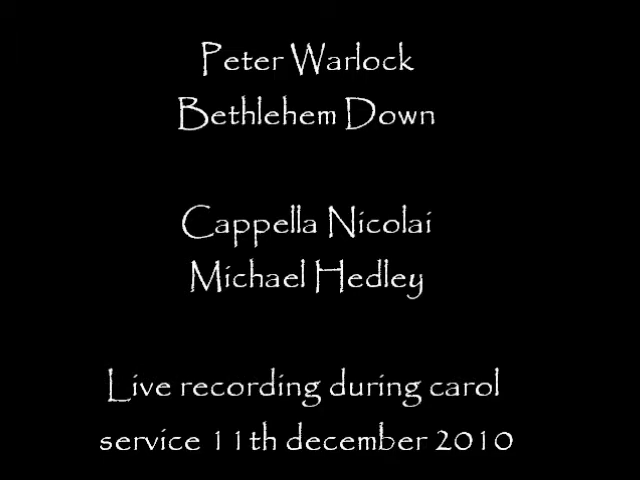 Peter Warlock
Bethlehem Down
Cappella Nicolai
Michael Hedley
Live recording during carol
service 11th december 2010